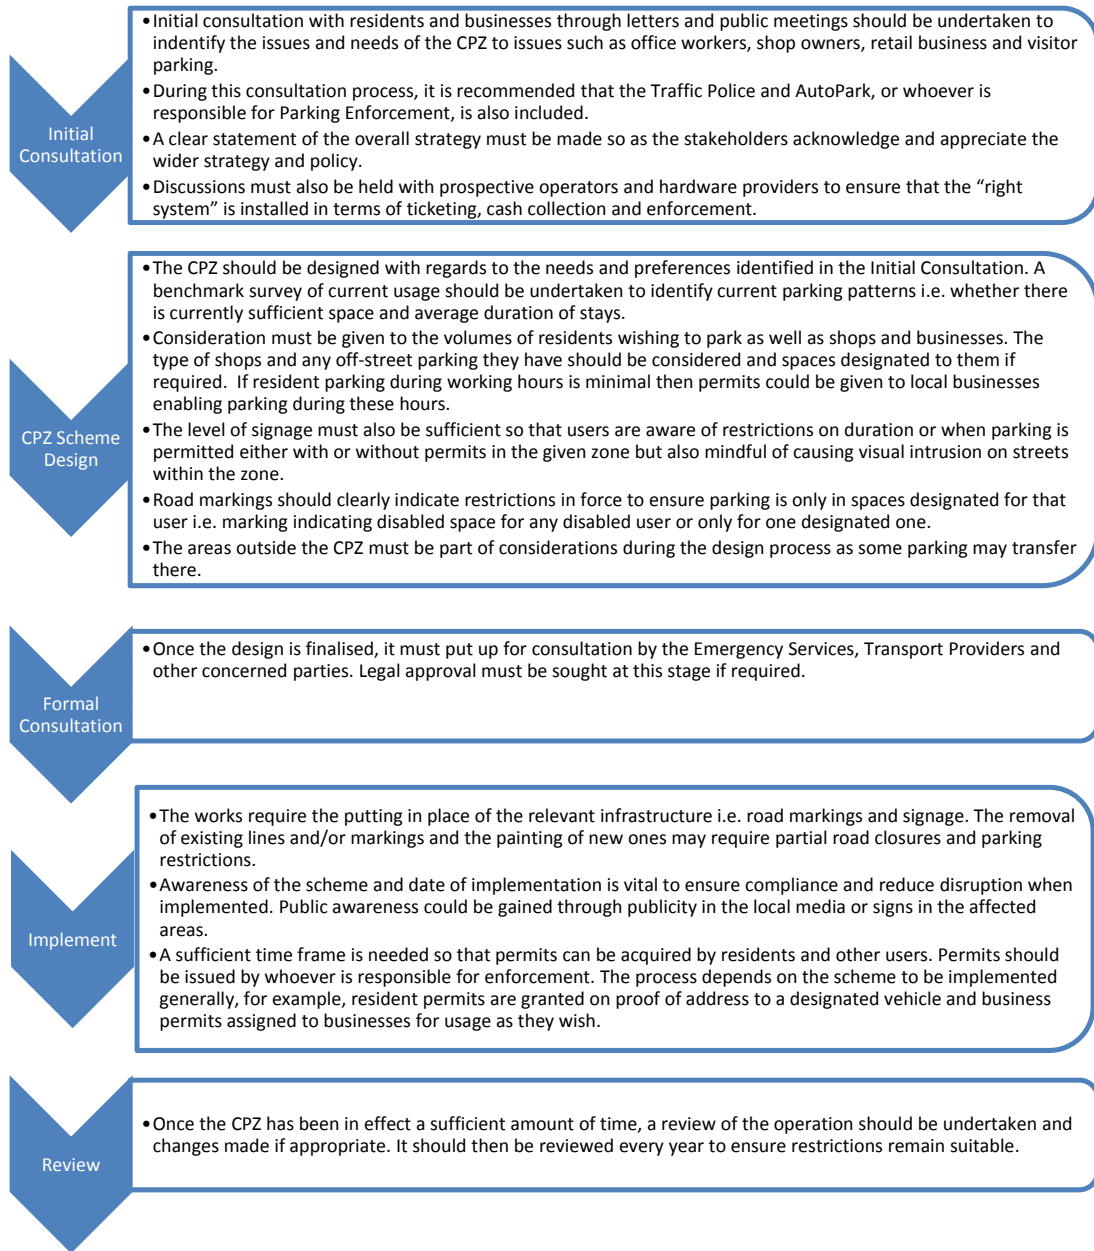 •Initial consultation with residents and businesses through letters and public meetings should be undertaken to
indentify the issues and needs of the CPZ to issues such as office workers, shop owners, retail business and visitor
parking.
•During this consultation process, it is recommended that the Traffic Police and AutoPark, or whoever is
responsible for Parking Enforcement, is also included.
•A clear statement of the overall strategy must be made so as the stakeholders acknowledge and appreciate the
wider strategy and policy.
•Discussions must also be held with prospective operators and hardware providers to ensure that the “right
system” is installed in terms of ticketing, cash collection and enforcement.
Initial
Consultation
•The CPZ should be designed with regards to the needs and preferences identified in the Initial Consultation. A
benchmark survey of current usage should be undertaken to identify current parking patterns i.e. whether there
is currently sufficient space and average duration of stays.
•Consideration must be given to the volumes of residents wishing to park as well as shops and businesses. The
type of shops and any off-street parking they have should be considered and spaces designated to them if
required.  If resident parking during working hours is minimal then permits could be given to local businesses
enabling parking during these hours.
•The level of signage must also be sufficient so that users are aware of restrictions on duration or when parking is
permitted either with or without permits in the given zone but also mindful of causing visual intrusion on streets
within the zone.
•Road markings should clearly indicate restrictions in force to ensure parking is only in spaces designated for that
user i.e. marking indicating disabled space for any disabled user or only for one designated one.
•The areas outside the CPZ must be part of considerations during the design process as some parking may transfer
there.
CPZ Scheme
Design
•Once the design is finalised, it must put up for consultation by the Emergency Services, Transport Providers and
other concerned parties. Legal approval must be sought at this stage if required.
Formal
Consultation
•The works require the putting in place of the relevant infrastructure i.e. road markings and signage. The removal
of existing lines and/or markings and the painting of new ones may require partial road closures and parking
restrictions.
•Awareness of the scheme and date of implementation is vital to ensure compliance and reduce disruption when
implemented. Public awareness could be gained through publicity in the local media or signs in the affected
areas.
•A sufficient time frame is needed so that permits can be acquired by residents and other users. Permits should
be issued by whoever is responsible for enforcement. The process depends on the scheme to be implemented
generally, for example, resident permits are granted on proof of address to a designated vehicle and business
permits assigned to businesses for usage as they wish.
Implement
•Once the CPZ has been in effect a sufficient amount of time, a review of the operation should be undertaken and
changes made if appropriate. It should then be reviewed every year to ensure restrictions remain suitable.
Review